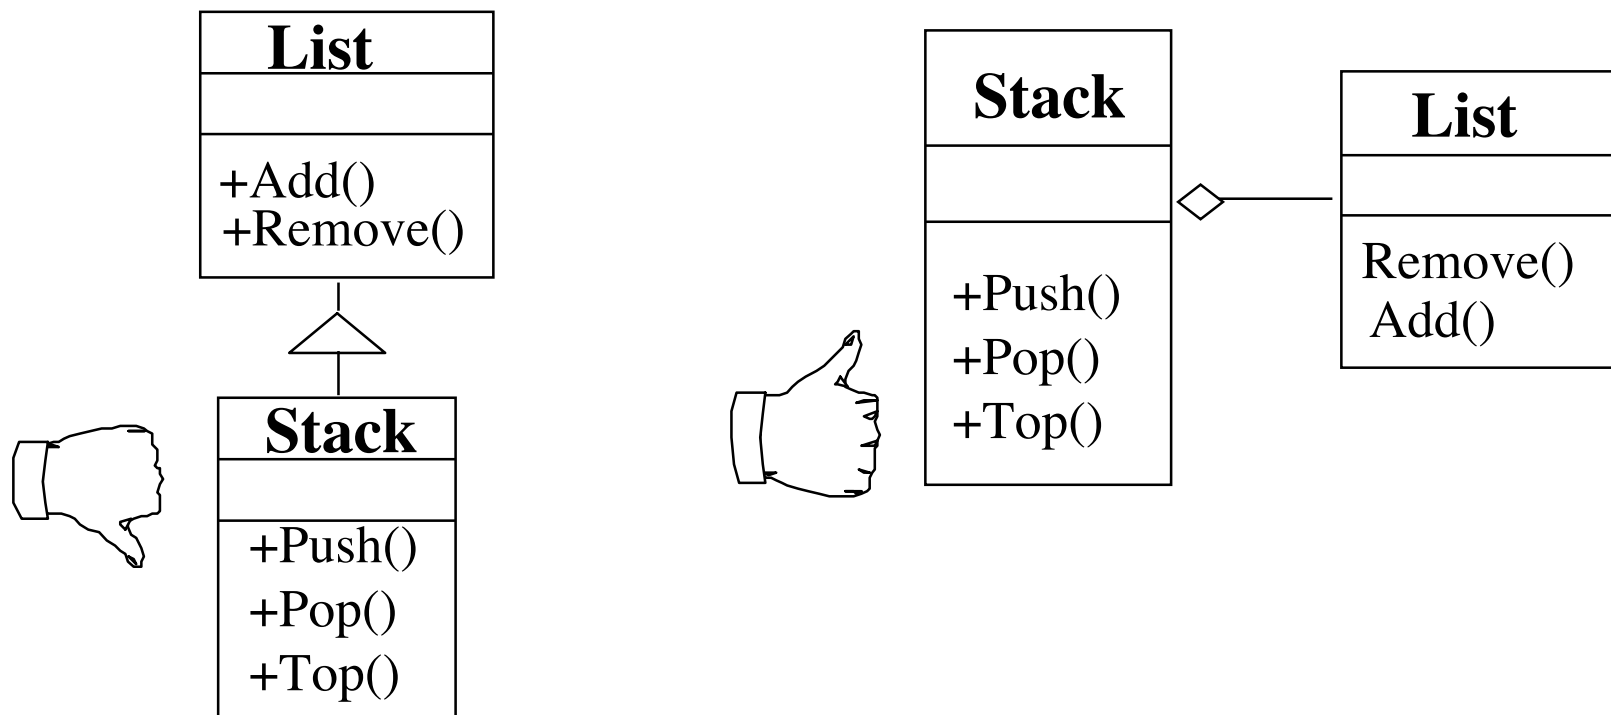 List
+Add()
+Remove()
Stack
+Push()
+Pop()
+Top()
Stack
+Push()
+Pop()
+Top()
List
Remove()
Add()